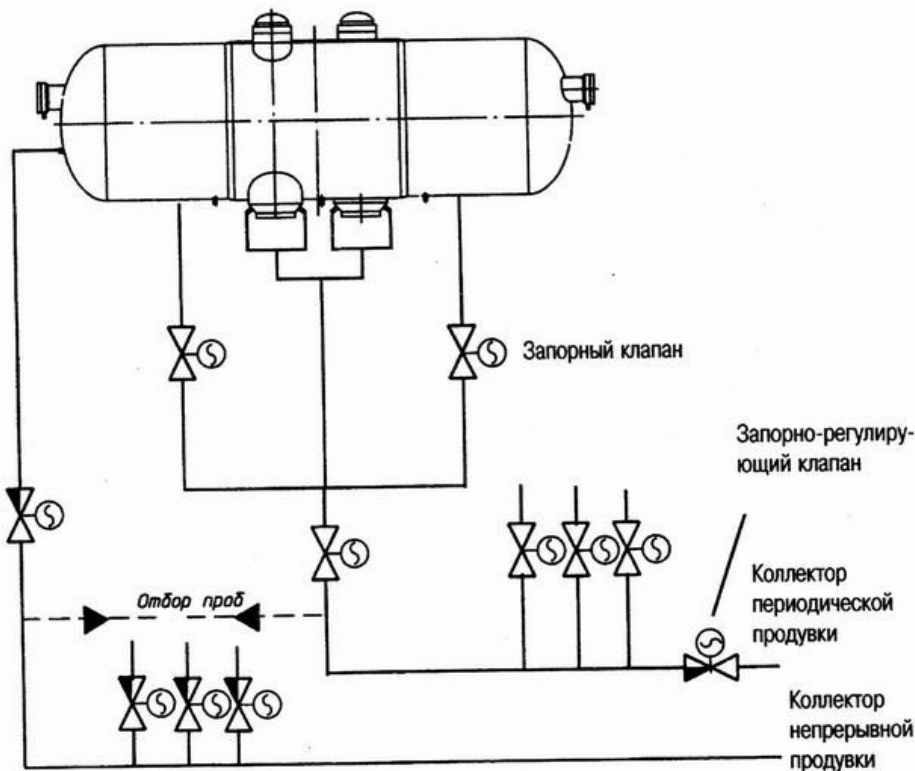 Запорный клапан
Запорно-регулиру-
ющий клапан
Коллектор
периодической
продувки
Отбор проб
Коллектор
непрерывной
продувки